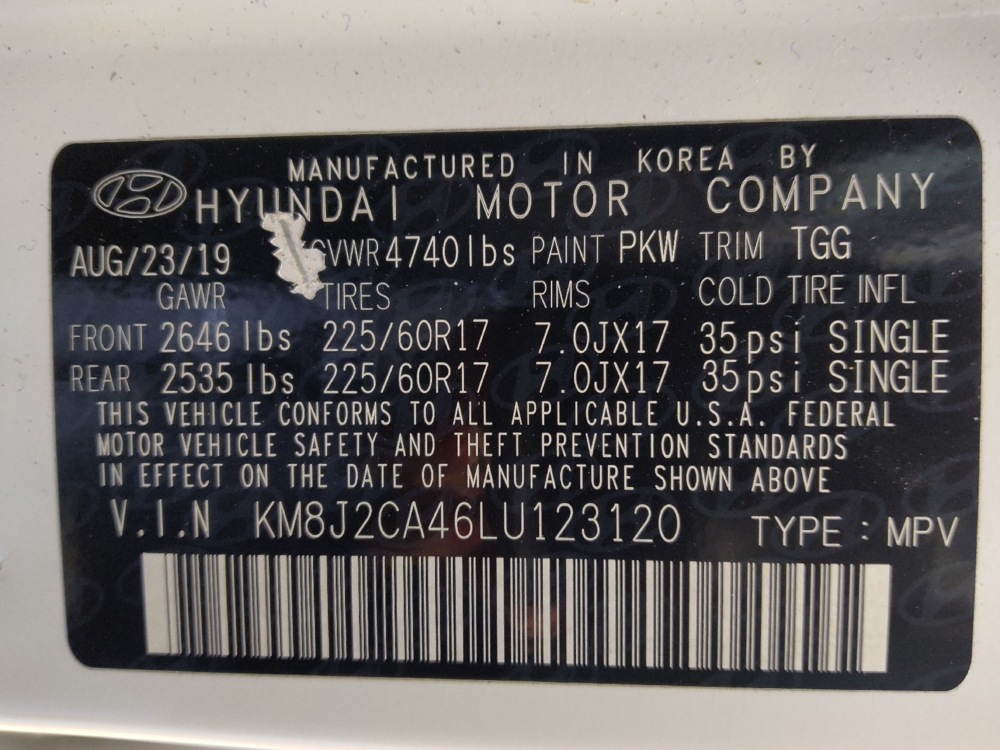 MANUFACTURED IN KOREA BY
HYUNDAI MOTOR COMPANY
AUG/23/19 GVWR 4740lbs PAINT PKW TRIM TGG
GAWR TIRES RIMS COLD TIRE INFL
FRONT 2646 lbs 225/60R17 7.0JX17 35psi SINGLE
REAR 2535 lbs 225/60R17 7.0JX17 35psi SINGLE
THIS VEHICLE CONFORMS TO ALL APPLICABLE U.S.A. FEDERAL
MOTOR VEHICLE SAFETY AND THEFT PREVENTION STANDARDS
IN EFFECT ON THE DATE OF MANUFACTURE SHOWN ABOVE
V.I.N KM8J2CA46LU123120 TYPE : MPV